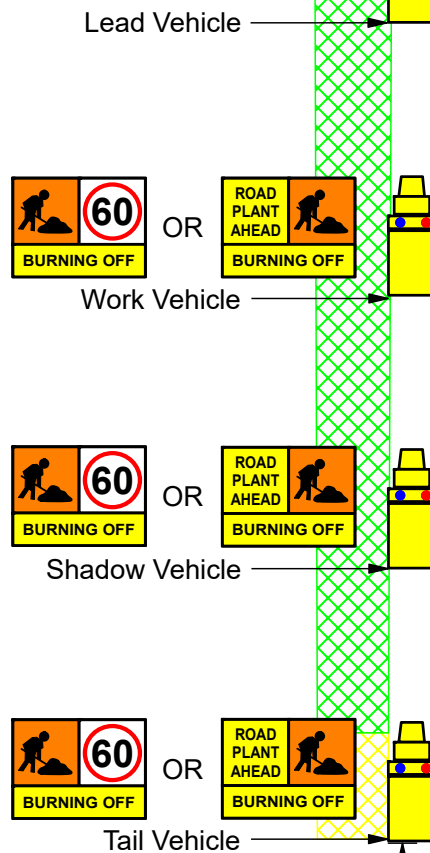 Lead Vehicle
60
BURNING OFF
OR
ROAD
PLANT
AHEAD
BURNING OFF
Work Vehicle
60
BURNING OFF
OR
ROAD
PLANT
AHEAD
BURNING OFF
Shadow Vehicle
60
BURNING OFF
OR
ROAD
PLANT
AHEAD
BURNING OFF
Tail Vehicle